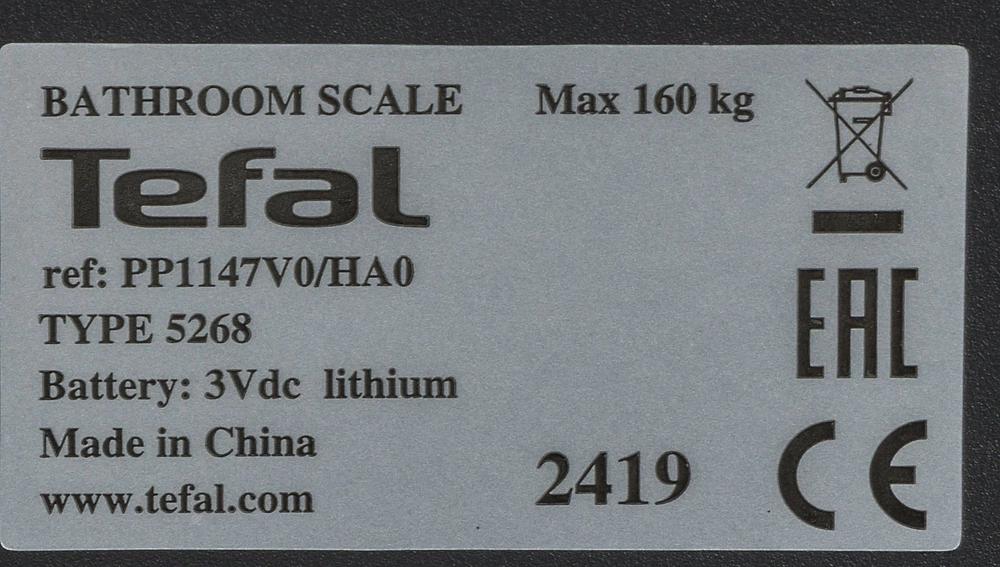 BATHROOM SCALE Max 160 kg
Tefal
ref: PP1147V0/HA0
TYPE 5268
Battery: 3Vdc lithium
Made in China
www.tefal.com
2419
EAC
CE